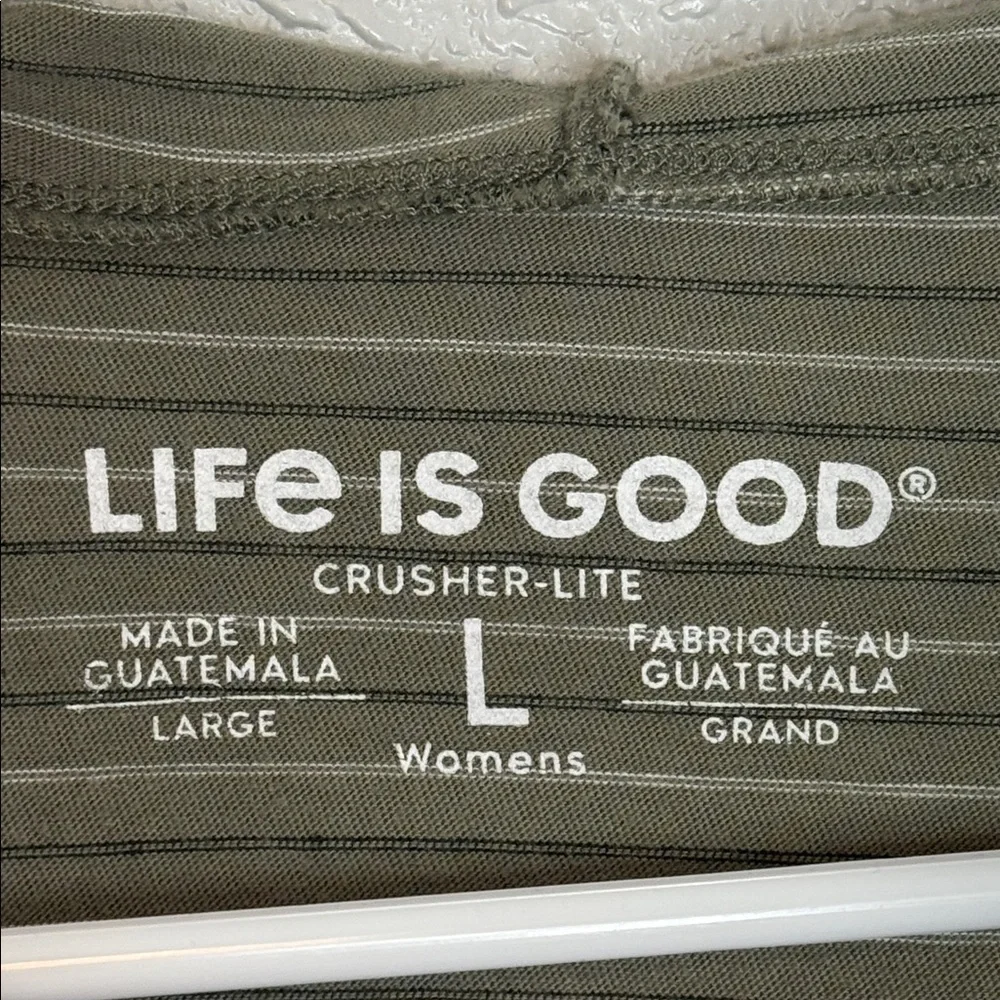 LIFe IS GOOD®
CRUSHER-LITE
MADE IN
GUATEMALA
LARGE
L
Womens
FABRIQUÉ AU
GUATEMALA
GRAND